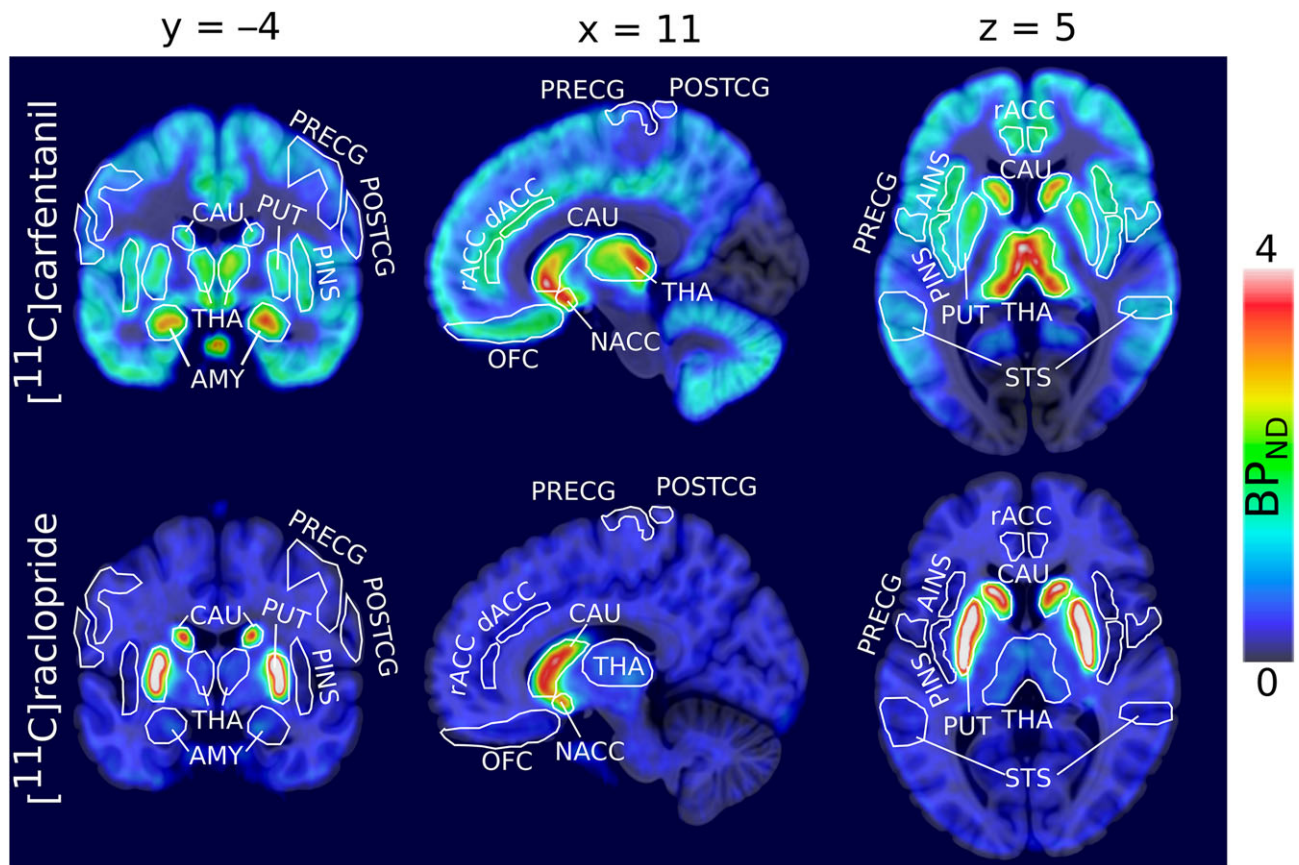 y = –4
x = 11
z = 5
[11C]carfentanil
PRECG
POSTCG
CAU
PUT
PINS
THA
AMY
PRECG
POSTCG
rACC
dACC
CAU
THA
NACC
OFC
rACC
CAU
AINS
PRECG
PINS
PUT
THA
STS
[11C]raclopride
PRECG
POSTCG
CAU
PUT
PINS
THA
AMY
PRECG
POSTCG
rACC
dACC
CAU
THA
NACC
OFC
rACC
CAU
AINS
PRECG
PINS
PUT
THA
STS
4
BPND
0